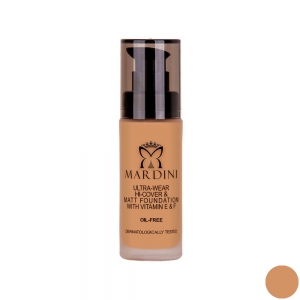 MARDINI
ULTRA-WEAR
HI-COVER &
MATT FOUNDATION
WITH VITAMIN E & F
OIL-FREE
DERMATOLOGICALLY TESTED